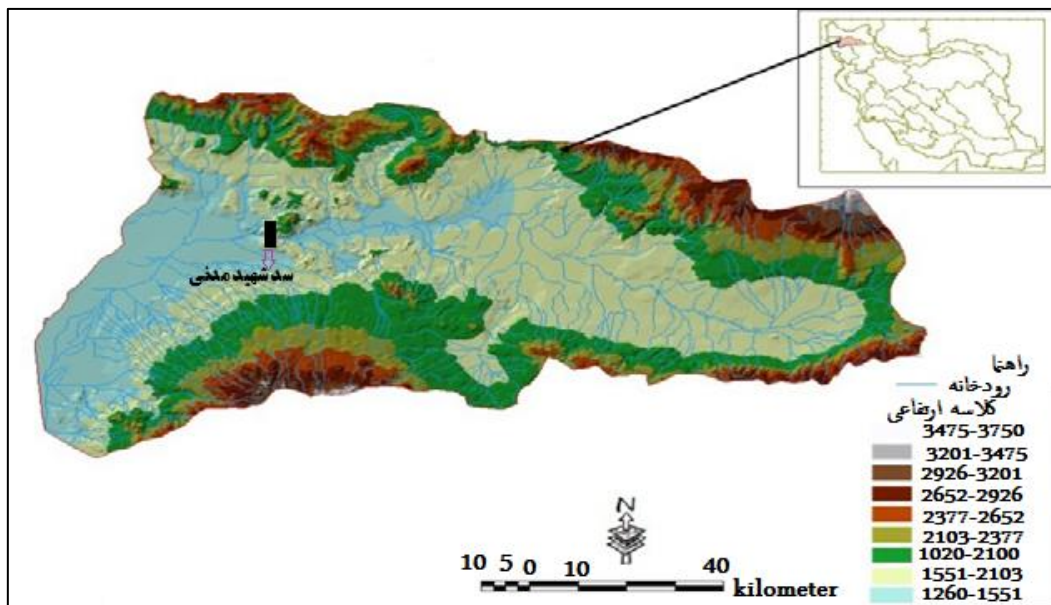 سد شهید مدنی
راهنما
رودخانه
کلاسه ارتفاعی
3475-3750
3201-3475
2926-3201
2652-2926
2377-2652
2103-2377
1020-2100
1551-2103
1260-1551
N
10 5 0 10 40
kilometer